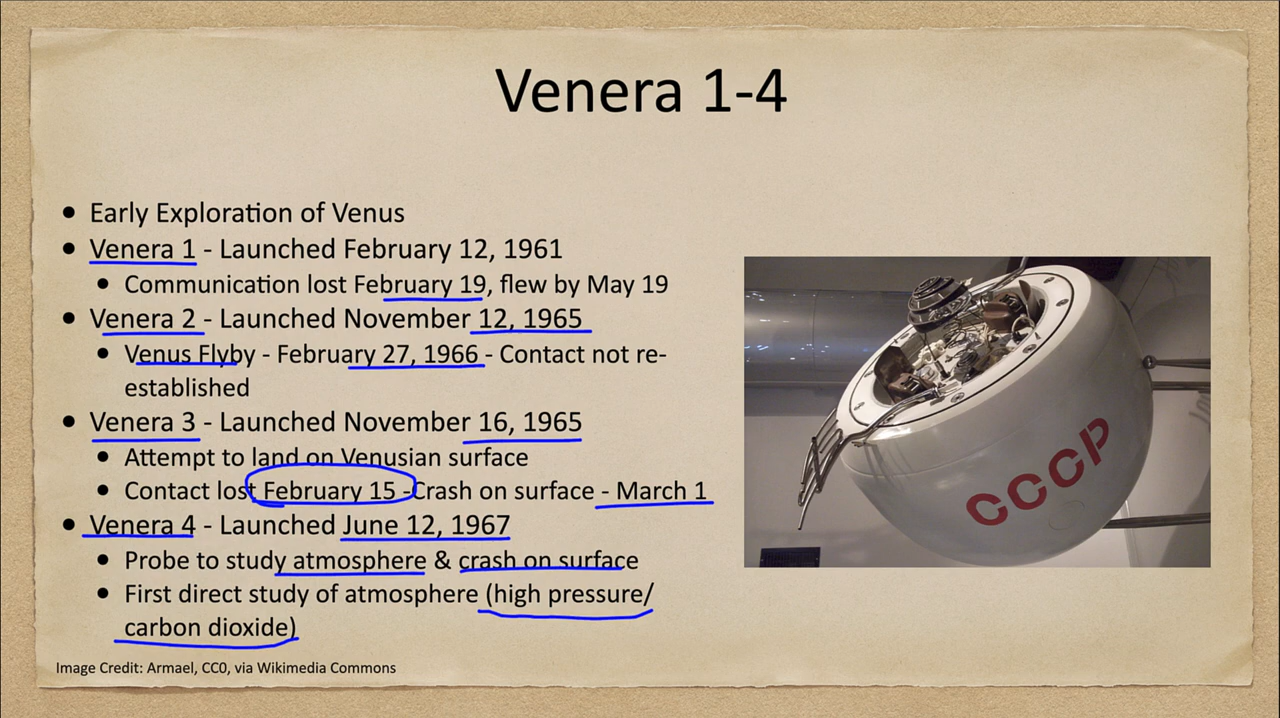 Venera 1-4
• Early Exploration of Venus
• Venera 1 - Launched February 12, 1961
• Communication lost February 19, flew by May 19
• Venera 2 - Launched November 12, 1965
• Venus Flyby - February 27, 1966 - Contact not re-
established
• Venera 3 - Launched November 16, 1965
• Attempt to land on Venusian surface
• Contact lost February 15 -Crash on surface - March 1
• Venera 4 - Launched June 12, 1967
• Probe to study atmosphere & crash on surface
• First direct study of atmosphere (high pressure/
carbon dioxide)
СССР
Image Credit: Armael, CC0, via Wikimedia Commons